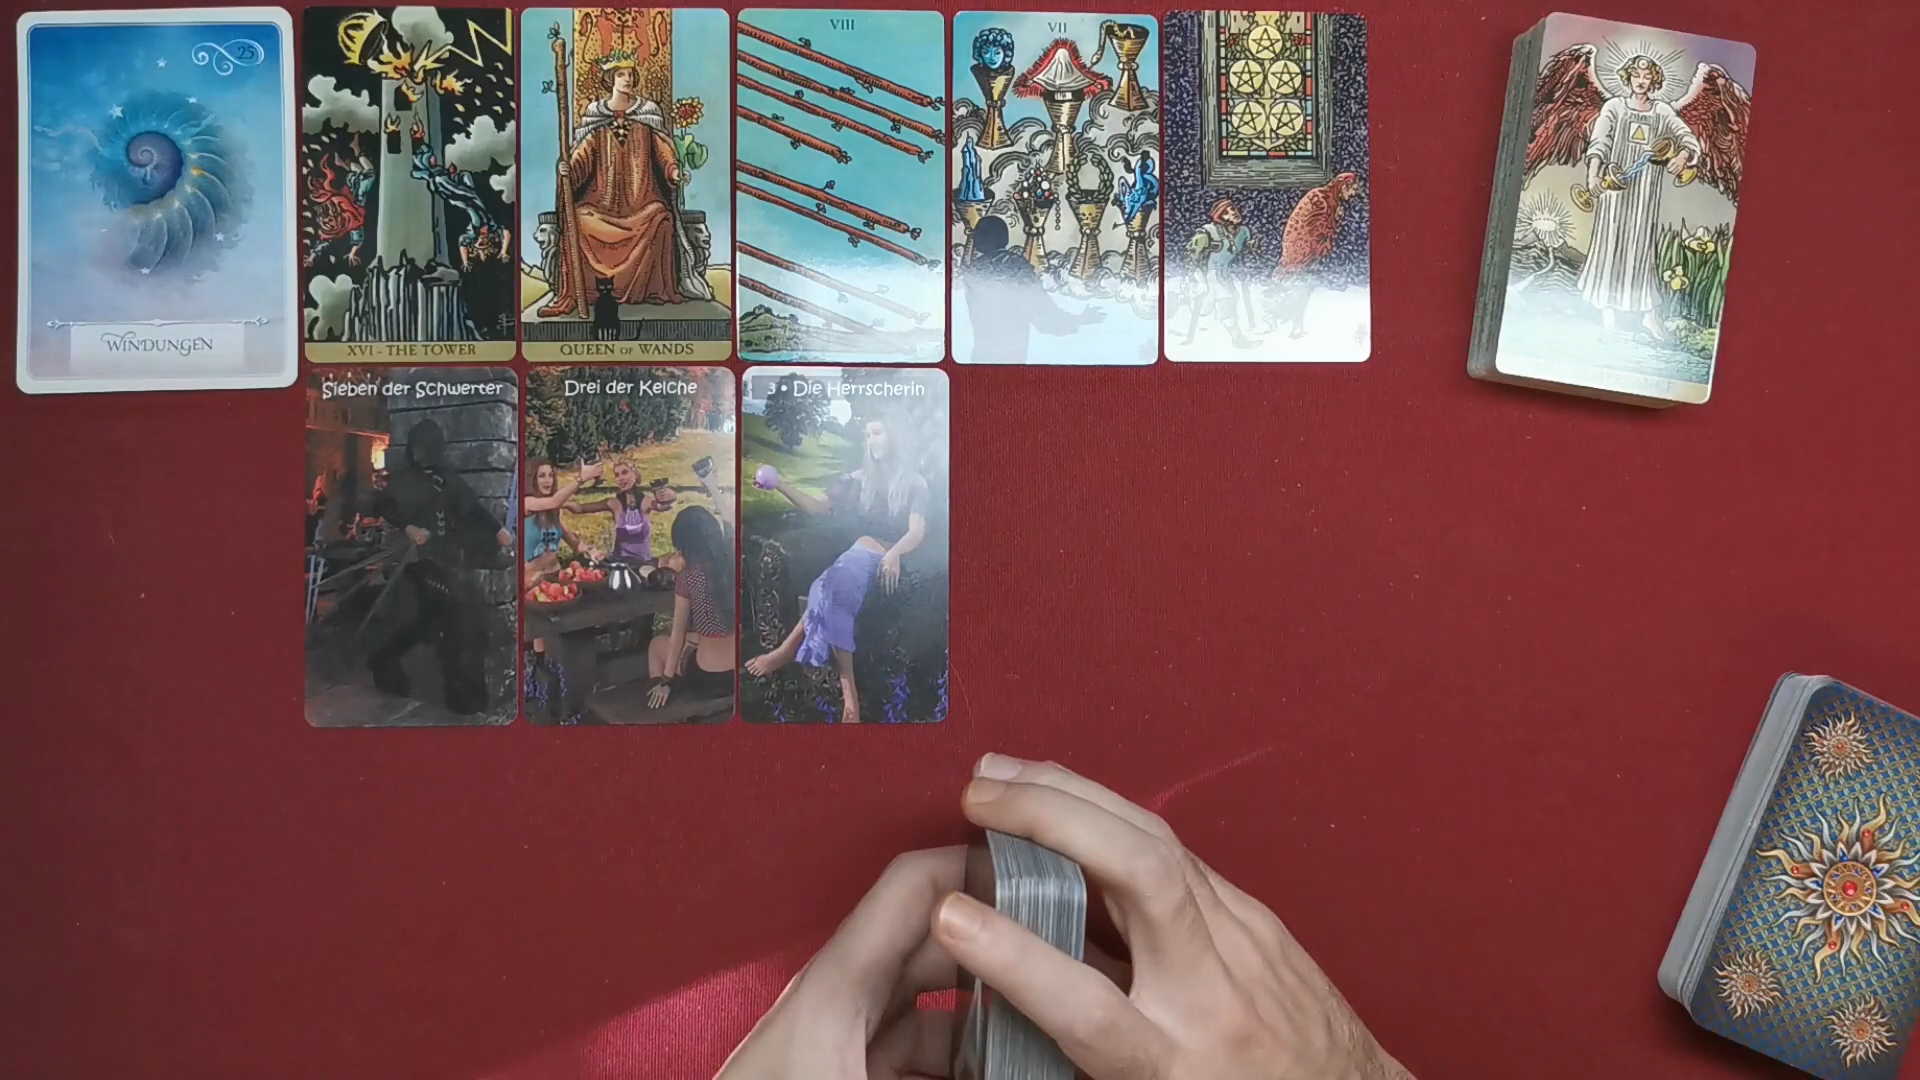 25
WINDUNGEN
XVI - THE TOWER
QUEEN OF WANDS
VIII
VII
V
Sieben der Schwerter
Drei der Kelche
3 • Die Herrscherin